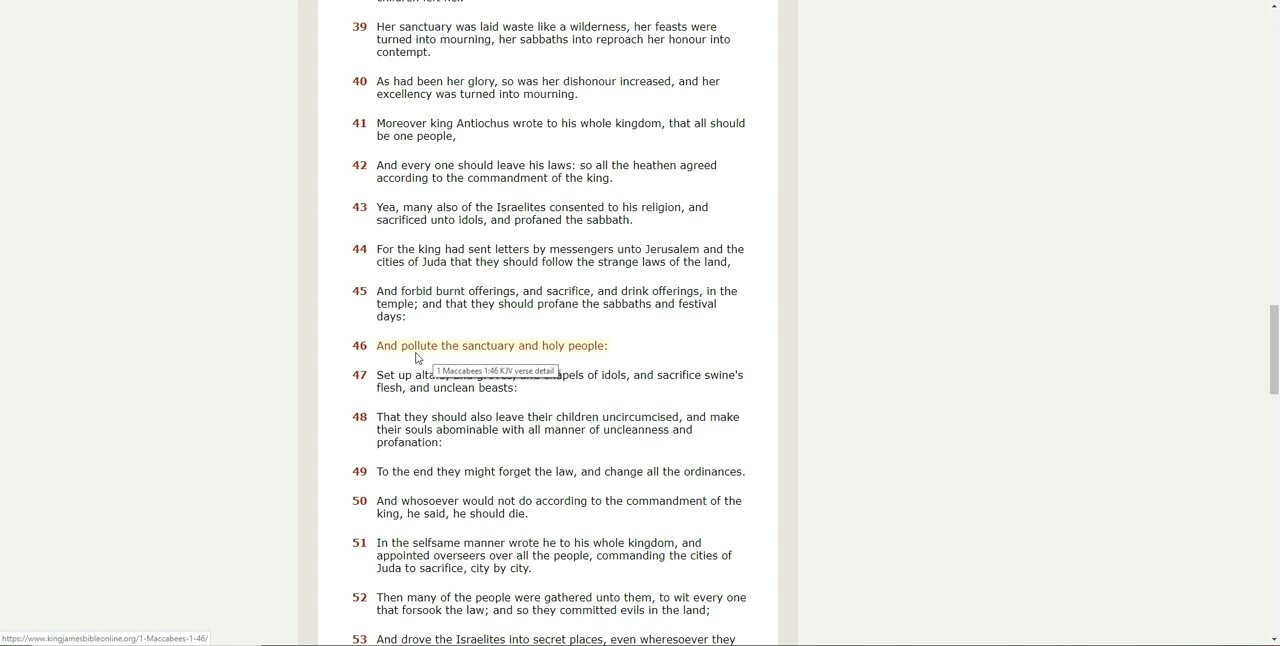 39 Her sanctuary was laid waste like a wilderness, her feasts were
turned into mourning, her sabbaths into reproach her honour into
contempt.
40 As had been her glory, so was her dishonour increased, and her
excellency was turned into mourning.
41 Moreover king Antiochus wrote to his whole kingdom, that all should
be one people,
42 And every one should leave his laws: so all the heathen agreed
according to the commandment of the king.
43 Yea, many also of the Israelites consented to his religion, and
sacrificed unto idols, and profaned the sabbath.
44 For the king had sent letters by messengers unto Jerusalem and the
cities of Juda that they should follow the strange laws of the land,
45 And forbid burnt offerings, and sacrifice, and drink offerings, in the
temple; and that they should profane the sabbaths and festival
days:
46 And pollute the sanctuary and holy people:
1 Maccabees 1:46 KJV verse detail
47 Set up of idols, and sacrifice swine's
flesh, and unclean beasts:
48 That they should also leave their children uncircumcised, and make
their souls abominable with all manner of uncleanness and
profanation:
49 To the end they might forget the law, and change all the ordinances.
50 And whosoever would not do according to the commandment of the
king, he said, he should die.
51 In the selfsame manner wrote he to his whole kingdom, and
appointed overseers over all the people, commanding the cities of
Juda to sacrifice, city by city.
52 Then many of the people were gathered unto them, to wit every one
that forsook the law; and so they committed evils in the land;
53 And drove the Israelites into secret places, even wheresoever they
https://www.kingjamesbibleonline.org/1-Maccabees-1-46/